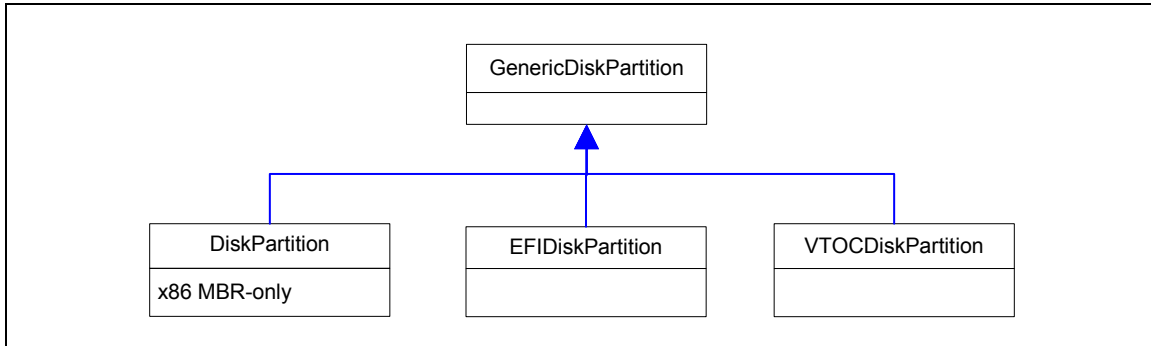 GenericDiskPartition
DiskPartition
EFIDiskPartition
VTOCDiskPartition
x86 MBR-only